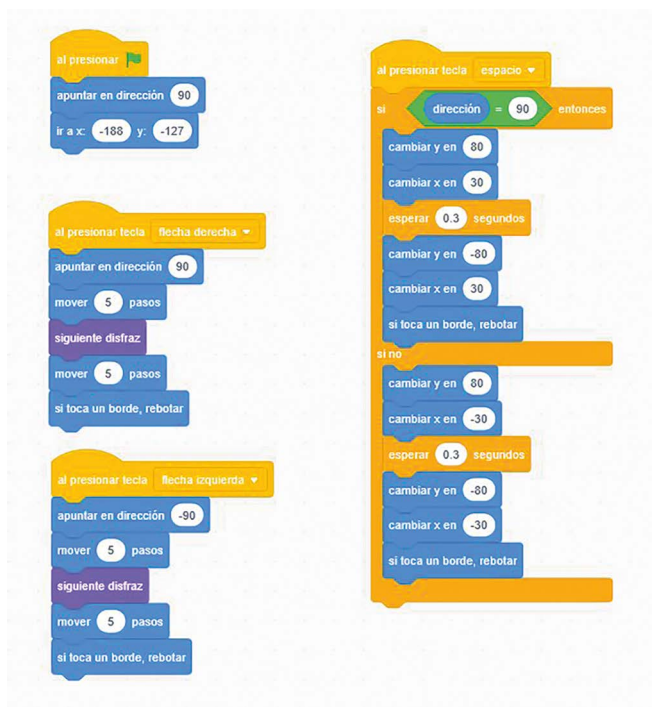 al presionar
apuntar en dirección 90
ir a x: -188 y: -127
al presionar tecla flecha derecha
apuntar en dirección 90
mover 5 pasos
siguiente disfraz
mover 5 pasos
si toca un borde, rebotar
al presionar tecla flecha izquierda
apuntar en dirección -90
mover 5 pasos
siguiente disfraz
mover 5 pasos
si toca un borde, rebotar
al presionar tecla espacio
si dirección = 90 entonces
cambiar y en 80
cambiar x en 30
esperar 0.3 segundos
cambiar y en -80
cambiar x en 30
si toca un borde, rebotar
si no
cambiar y en 80
cambiar x en -30
esperar 0.3 segundos
cambiar y en -80
cambiar x en -30
si toca un borde, rebotar